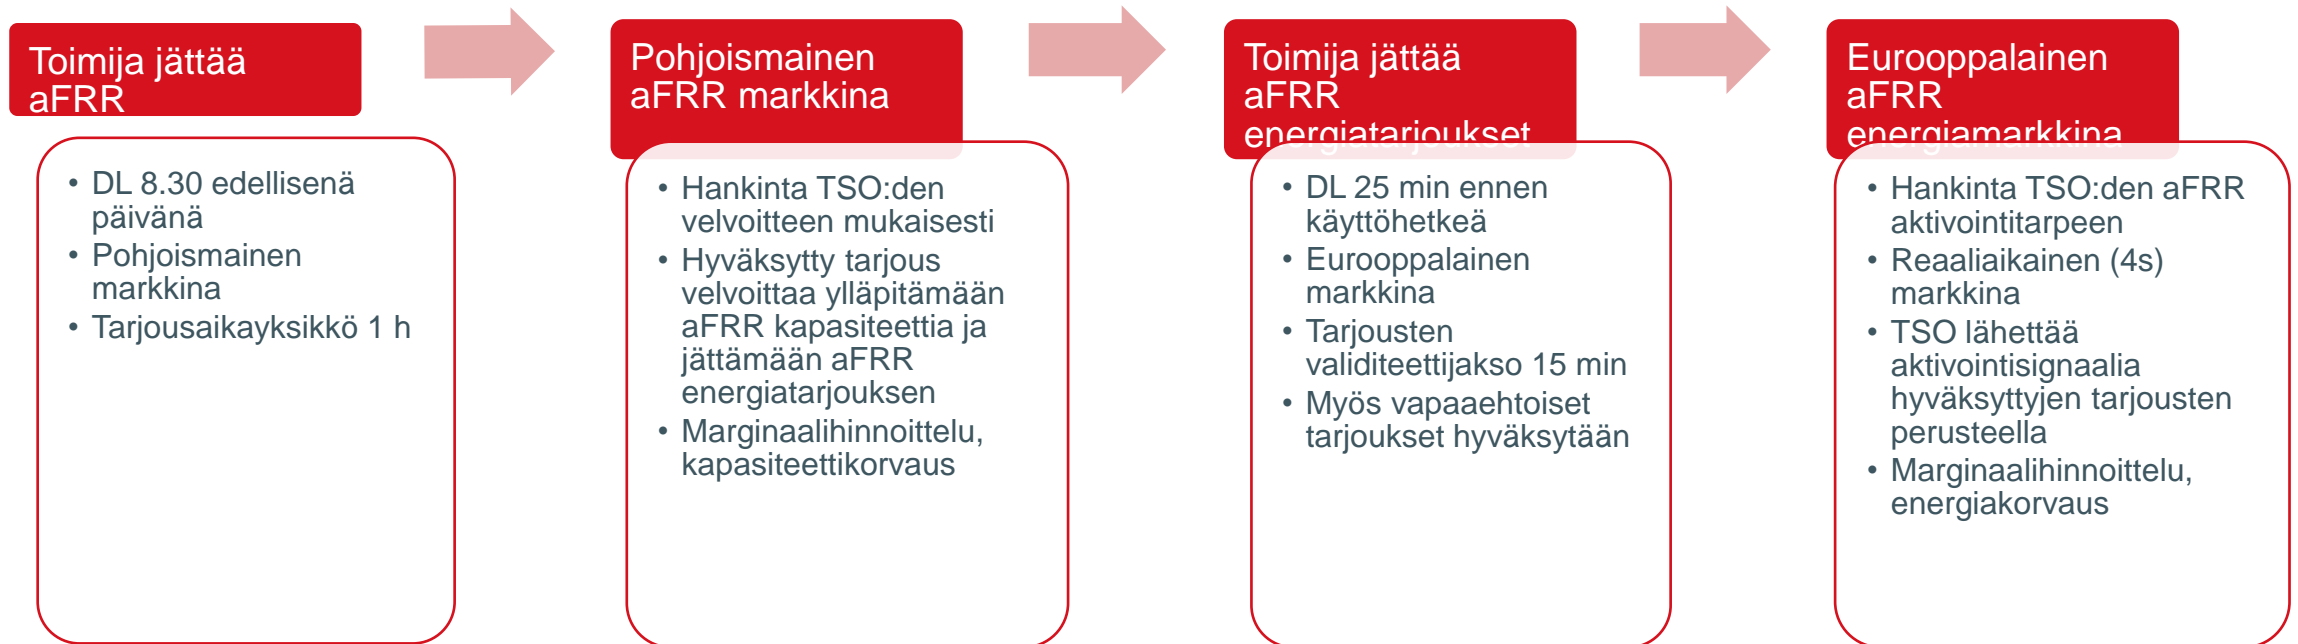 Toimija jättää
aFRR
• DL 8.30 edellisenä
päivänä
• Pohjoismainen
markkina
• Tarjousaikayksikkö 1 h
Pohjoismainen
aFRR markkina
• Hankinta TSO:den
velvoitteen mukaisesti
• Hyväksytty tarjous
velvoittaa ylläpitämään
aFRR kapasiteettia ja
jättämään aFRR
energiatarjouksen
• Marginaalihinnoittelu,
kapasiteettikorvaus
Toimija jättää
aFRR
energiatarjoukset
• DL 25 min ennen
käyttöhetkeä
• Eurooppalainen
markkina
• Tarjousten
validiteettijakso 15 min
• Myös vapaaehtoiset
tarjoukset hyväksytään
Eurooppalainen
aFRR
energiamarkkina
• Hankinta TSO:den aFRR
aktivointitarpeen
• Reaaliaikainen (4s)
markkina
• TSO lähettää
aktivointisignaalia
hyväksyttyjen tarjousten
perusteella
• Marginaalihinnoittelu,
energiakorvaus